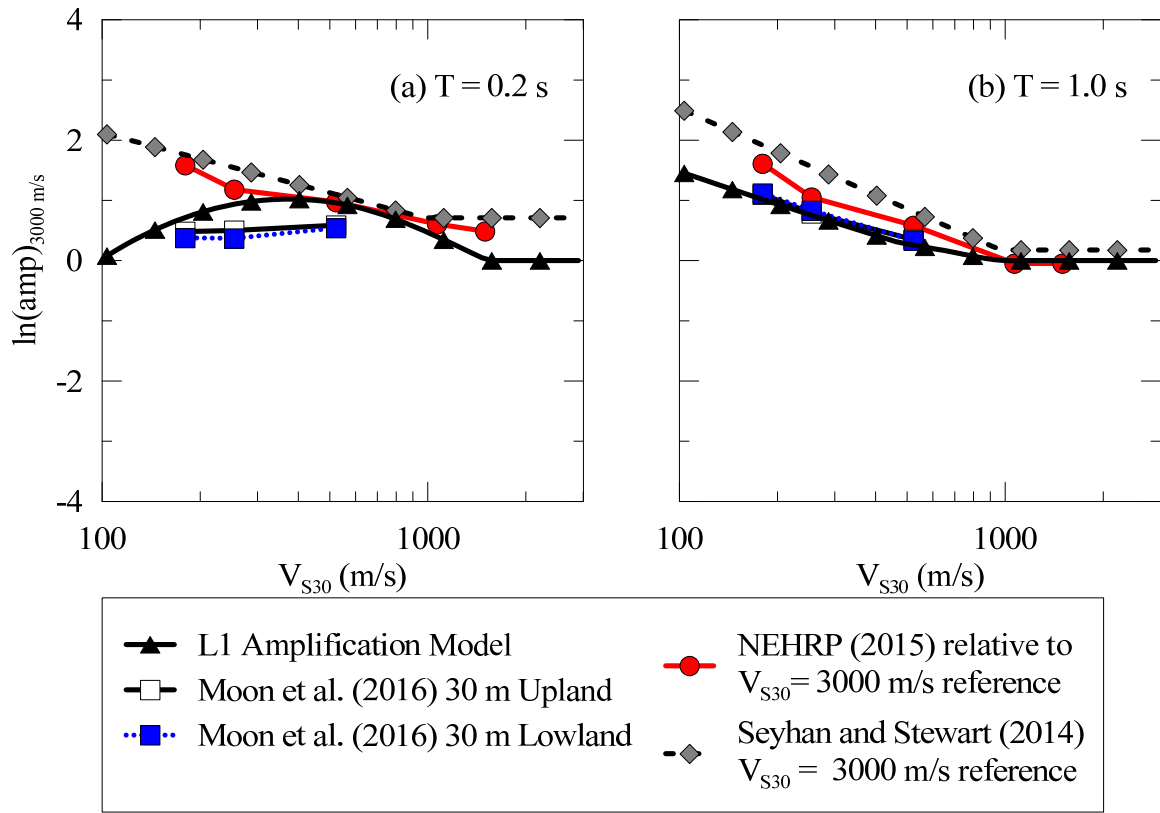 4
2
0
-2
-4
ln(amp)3000 m/s
(a) T = 0.2 s
(b) T = 1.0 s
100 1000 100 1000
VS30 (m/s) VS30 (m/s)
L1 Amplification Model
Moon et al. (2016) 30 m Upland
Moon et al. (2016) 30 m Lowland
NEHRP (2015) relative to
VS30= 3000 m/s reference
Seyhan and Stewart (2014)
VS30 = 3000 m/s reference